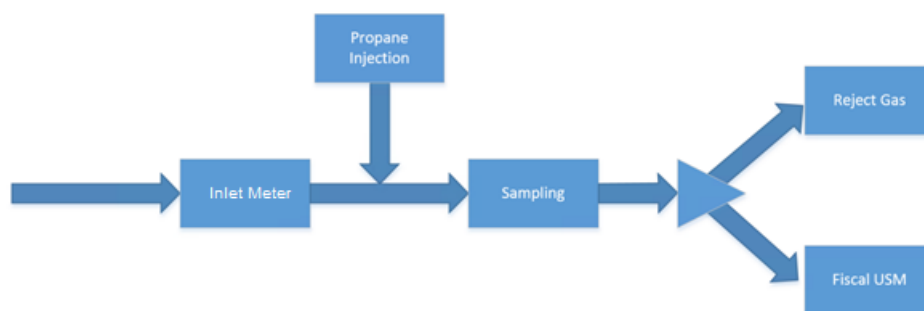 Propane
Injection
Reject Gas
Inlet Meter
Sampling
Fiscal USM